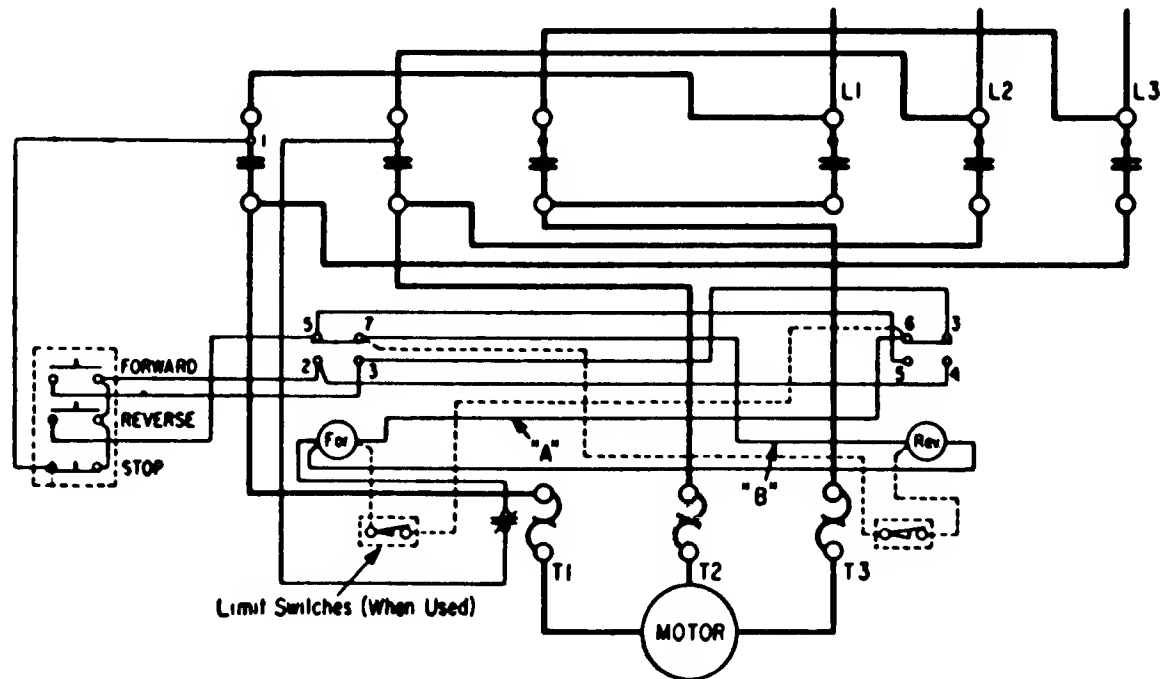 L1
L2
L3
1
5
7
6
3
2
3
5
4
FORWARD
REVERSE
STOP
For
"A"
Rev
"B"
T1
T2
T3
Limit Switches (When Used)
MOTOR